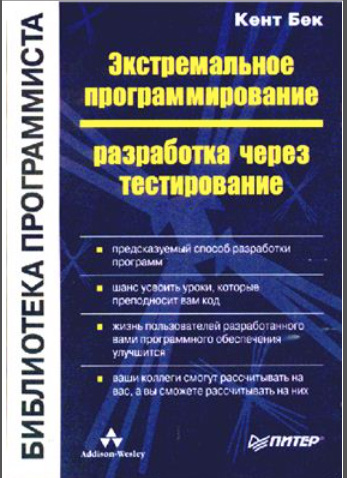 Кент Бек
Экстремальное
программирование
разработка через
тестирование
предсказуемый способ разработки
программ
шанс усвоить уроки, которые
преподносит вам код
жизнь пользователей разработанного
вами программного обеспечения
улучшится
ваши коллеги смогут рассчитывать на
вас, а вы сможете рассчитывать на них
БИБЛИОТЕКА ПРОГРАММИСТА
Addison-Wesley
ПИТЕР